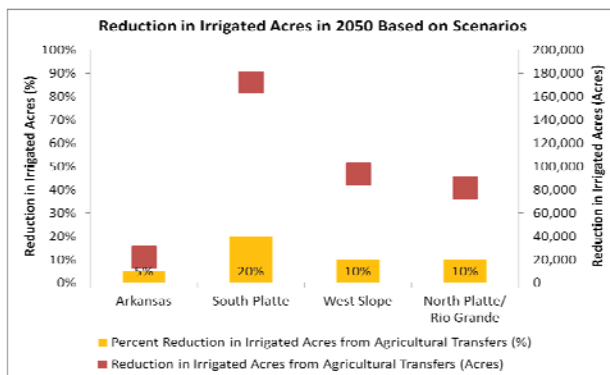 Reduction in Irrigated Acres in 2050 Based on Scenarios
100%
90%
80%
70%
60%
50%
40%
30%
20%
10%
0%
Reduction in Irrigated Acres (%)
200,000
180,000
160,000
140,000
120,000
100,000
80,000
60,000
40,000
20,000
0
Reduction in Irrigated Acres (Acres)
5%
20%
10%
10%
Arkansas
South Platte
West Slope
North Platte/
Rio Grande
Percent Reduction in Irrigated Acres from Agricultural Transfers (%)
Reduction in Irrigated Acres from Agricultural Transfers (Acres)